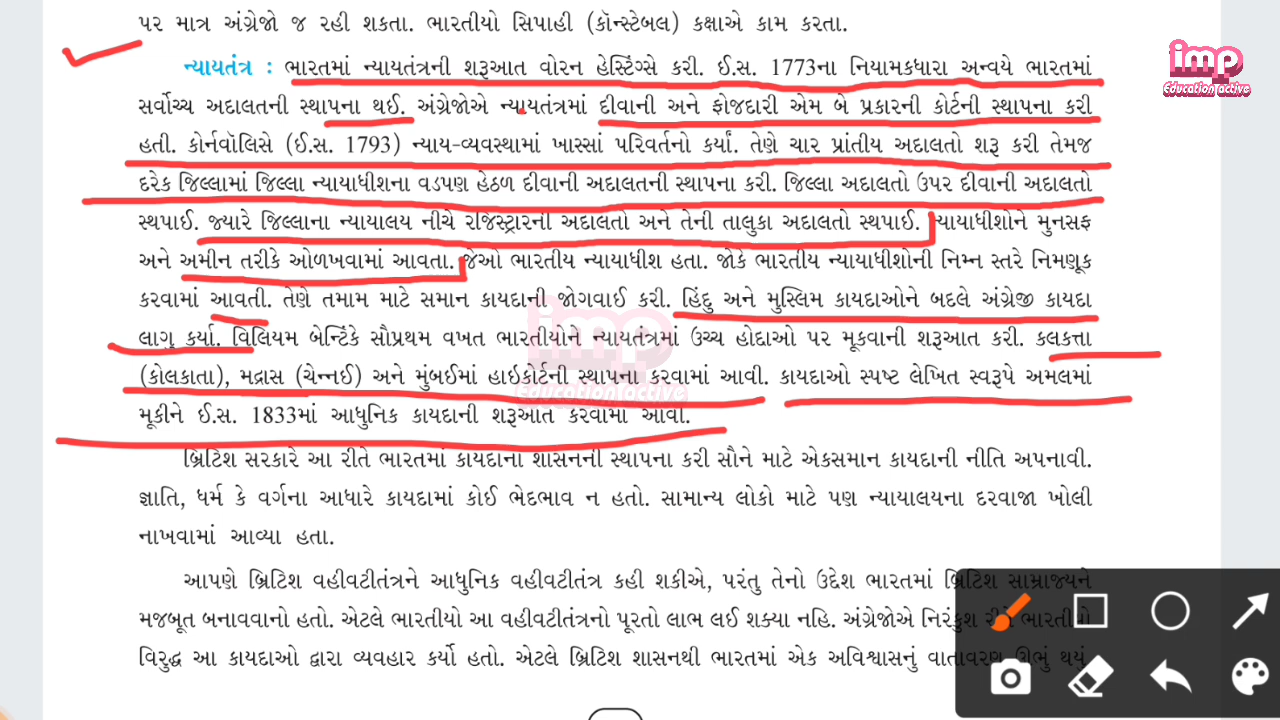 પર માત્ર અંગ્રેજો જ રહી શકતા. ભારતીયો સિપાહી (કૉન્સ્ટેબલ) કક્ષાએ કામ કરતા.
ન્યાયતંત્ર : ભારતમાં ન્યાયતંત્રની શરૂઆત વોરન હેસ્ટિંગ્સે કરી. ઈ.સ. 1773ના નિયામકધારા અન્વયે ભારતમાં
સર્વોચ્ચ અદાલતની સ્થાપના થઈ. અંગ્રેજોએ ન્યાયતંત્રમાં દીવાની અને ફોજદારી એમ બે પ્રકારની કોર્ટની સ્થાપના કરી
હતી. કોર્નવૉલિસે (ઈ.સ. 1793) ન્યાય-વ્યવસ્થામાં ખાસ્સાં પરિવર્તનો કર્યાં. તેણે ચાર પ્રાંતીય અદાલતો શરૂ કરી તેમજ
દરેક જિલ્લામાં જિલ્લા ન્યાયાધીશના વડપણ હેઠળ દીવાની અદાલતની સ્થાપના કરી. જિલ્લા અદાલતો ઉપર દીવાની અદાલતો
સ્થપાઈ. જ્યારે જિલ્લાના ન્યાયાલય નીચે રજિસ્ટ્રારની અદાલતો અને તેની તાલુકા અદાલતો સ્થપાઈ. ન્યાયાધીશોને મુનસફ
અને અમીન તરીકે ઓળખવામાં આવતા. જેઓ ભારતીય ન્યાયાધીશ હતા. જોકે ભારતીય ન્યાયાધીશોની નિમ્ન સ્તરે નિમણૂક
કરવામાં આવતી. તેણે તમામ માટે સમાન કાયદાની જોગવાઈ કરી. હિંદુ અને મુસ્લિમ કાયદાઓને બદલે અંગ્રેજી કાયદા
લાગુ કર્યા. વિલિયમ બેન્ટિંકે સૌપ્રથમ વખત ભારતીયોને ન્યાયતંત્રમાં ઉચ્ચ હોદાઓ પર મૂકવાની શરૂઆત કરી. કલકત્તા
(કોલકાતા), મદ્રાસ (ચેન્નઈ) અને મુંબઈમાં હાઇકોર્ટની સ્થાપના કરવામાં આવી. કાયદાઓ સ્પષ્ટ લેખિત સ્વરૂપે અમલમાં
મૂકીને ઈ.સ. 1833માં આધુનિક કાયદાની શરૂઆત કરવામાં આવી.
બ્રિટિશ સરકારે આ રીતે ભારતમાં કાયદાના શાસનની સ્થાપના કરી સૌને માટે એકસમાન કાયદાની નીતિ અપનાવી.
જ્ઞાતિ, ધર્મ કે વર્ગના આધારે કાયદામાં કોઈ ભેદભાવ ન હતો. સામાન્ય લોકો માટે પણ ન્યાયાલયના દરવાજા ખોલી
નાખવામાં આવ્યા હતા.
આપણે બ્રિટિશ વહીવટીતંત્રને આધુનિક વહીવટીતંત્ર કહી શકીએ, પરંતુ તેનો ઉદ્દેશ ભારતમાં બ્રિટિશ સામ્રાજ્યને
મજબૂત બનાવવાનો હતો. એટલે ભારતીયો આ વહીવટીતંત્રનો પૂરતો લાભ લઈ શક્યા નહિ. અંગ્રેજોએ નિરંકુશ રીતે ભારતીયો
વિરુદ્ધ આ કાયદાઓ દ્વારા વ્યવહાર કર્યો હતો. એટલે બ્રિટિશ શાસનથી ભારતમાં એક અવિશ્વાસનું વાતાવરણ ઊભું થયું
imp
Education active
imp
Education active